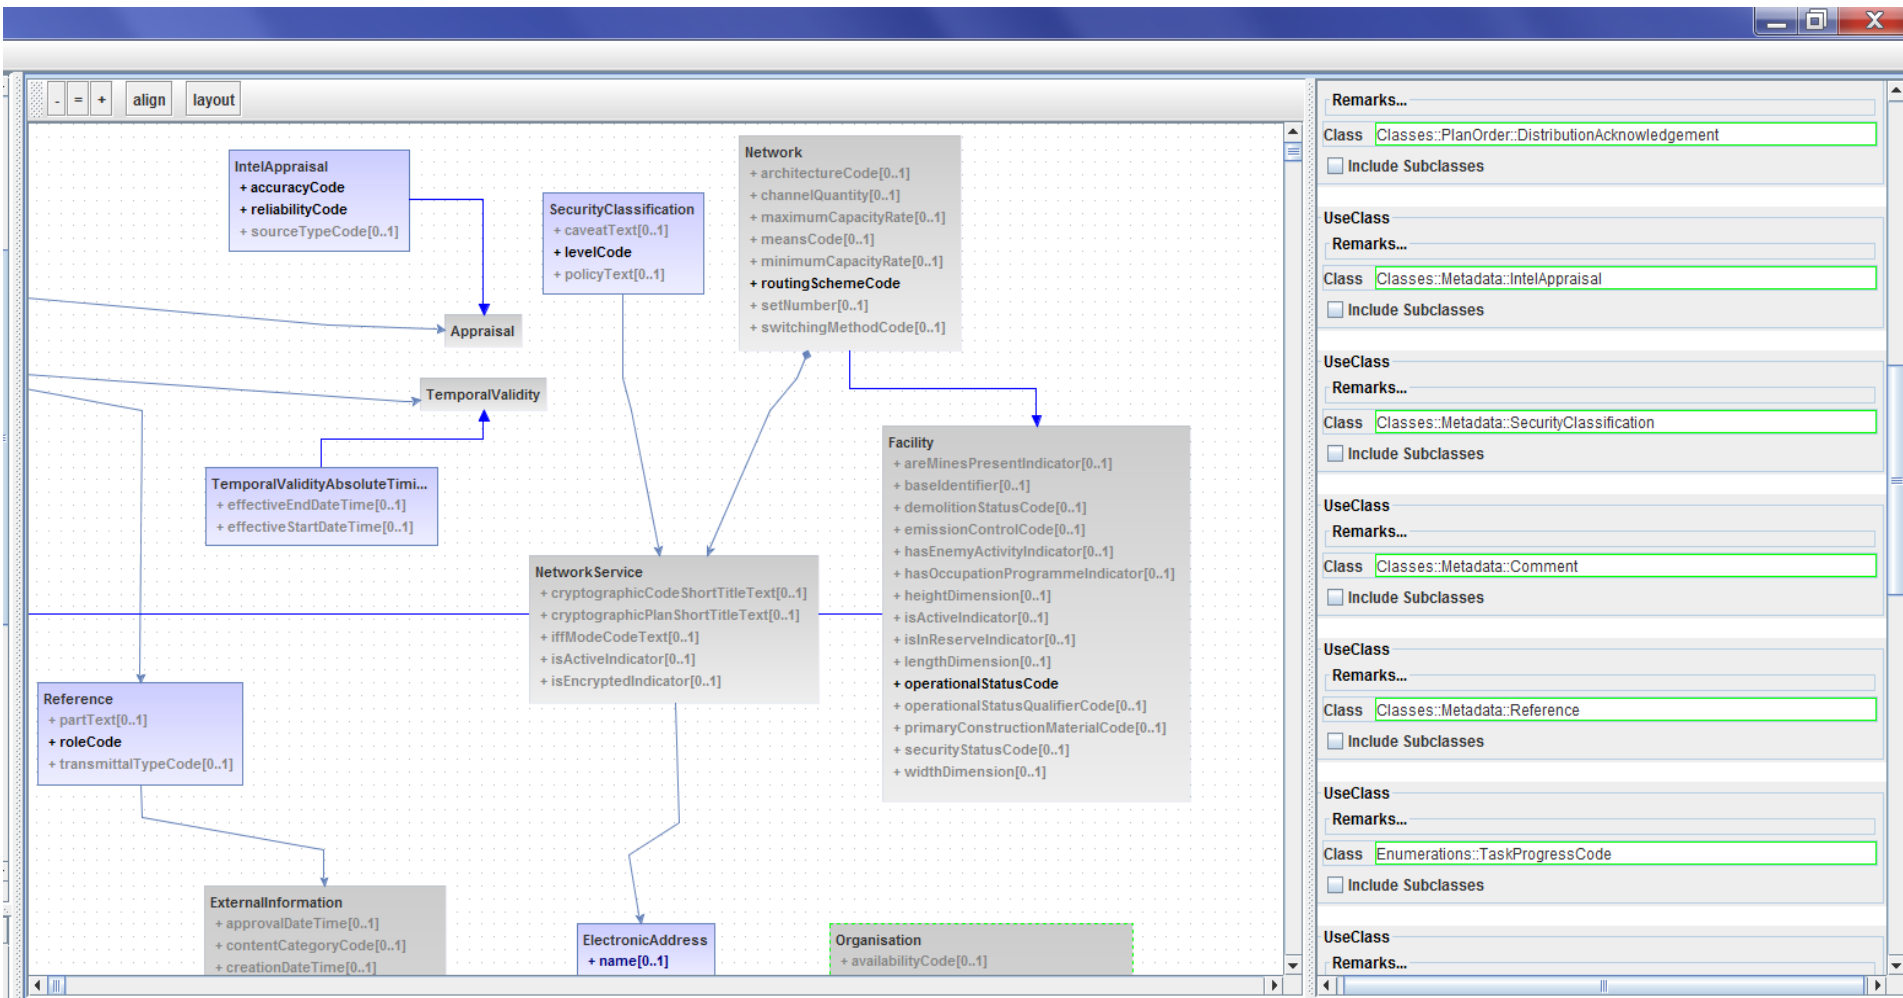 - = + align layout
IntelAppraisal
+ accuracyCode
+ reliabilityCode
+ sourceTypeCode[0..1]
SecurityClassification
+ caveatText[0..1]
+ levelCode
+ policyText[0..1]
Network
+ architectureCode[0..1]
+ channelQuantity[0..1]
+ maximumCapacityRate[0..1]
+ meansCode[0..1]
+ minimumCapacityRate[0..1]
+ routingSchemeCode
+ setNumber[0..1]
+ switchingMethodCode[0..1]
Appraisal
TemporalValidity
TemporalValidityAbsoluteTimi...
+ effectiveEndDateTime[0..1]
+ effectiveStartDateTime[0..1]
Facility
+ areMinesPresentIndicator[0..1]
+ baseIdentifier[0..1]
+ demolitionStatusCode[0..1]
+ emissionControlCode[0..1]
+ hasEnemyActivityIndicator[0..1]
+ hasOccupationProgrammeIndicator[0..1]
+ heightDimension[0..1]
+ isActiveIndicator[0..1]
+ isInReserveIndicator[0..1]
+ lengthDimension[0..1]
+ operationalStatusCode
+ operationalStatusQualifierCode[0..1]
+ primaryConstructionMaterialCode[0..1]
+ securityStatusCode[0..1]
+ widthDimension[0..1]
NetworkService
+ cryptographicCodeShortTitleText[0..1]
+ cryptographicPlanShortTitleText[0..1]
+ iffModeCodeText[0..1]
+ isActiveIndicator[0..1]
+ isEncryptedIndicator[0..1]
Reference
+ partText[0..1]
+ roleCode
+ transmittalTypeCode[0..1]
ExternalInformation
+ approvalDateTime[0..1]
+ contentCategoryCode[0..1]
+ creationDateTime[0..1]
ElectronicAddress
+ name[0..1]
Organisation
+ availabilityCode[0..1]
Remarks...
Class Classes::PlanOrder::DistributionAcknowledgement
Include Subclasses
UseClass
Remarks...
Class Classes::Metadata::IntelAppraisal
Include Subclasses
UseClass
Remarks...
Class Classes::Metadata::SecurityClassification
Include Subclasses
UseClass
Remarks...
Class Classes::Metadata::Comment
Include Subclasses
UseClass
Remarks...
Class Classes::Metadata::Reference
Include Subclasses
UseClass
Remarks...
Class Enumerations::TaskProgressCode
Include Subclasses
UseClass
Remarks...